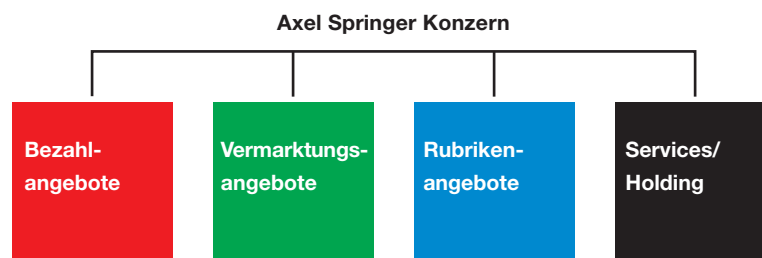 Axel Springer Konzern
Bezahl-
angebote
Vermarktungs-
angebote
Rubriken-
angebote
Services/
Holding